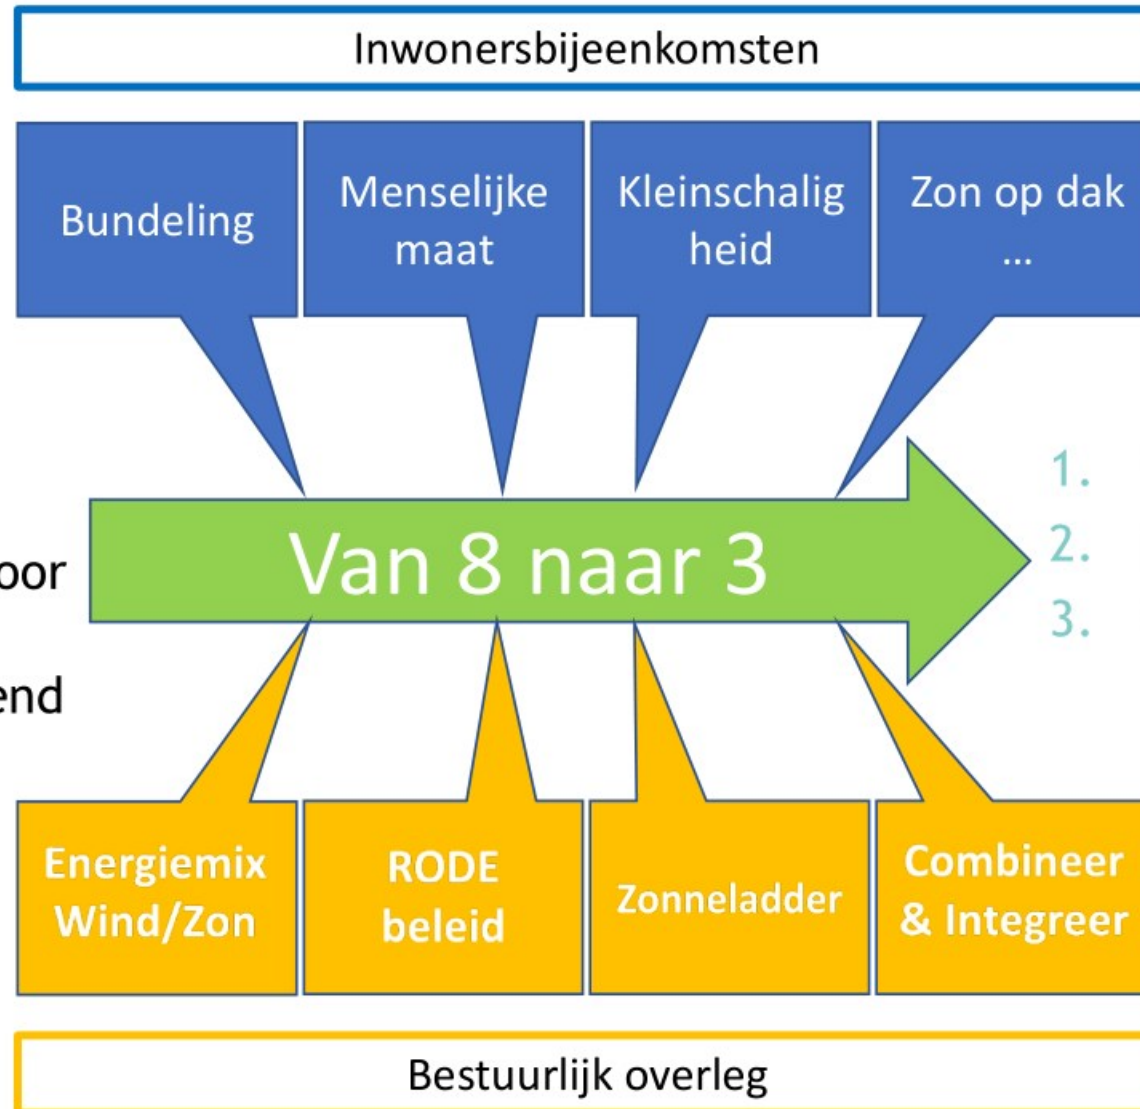 Inwonersbijeenkomsten
Bundeling
Menselijke
maat
Kleinschalig
heid
Zon op dak
...
Van 8 naar 3
1.
2.
3.
Energiemix
Wind/Zon
RODE
beleid
Zonneladder
Combineer
& Integreer
Bestuurlijk overleg